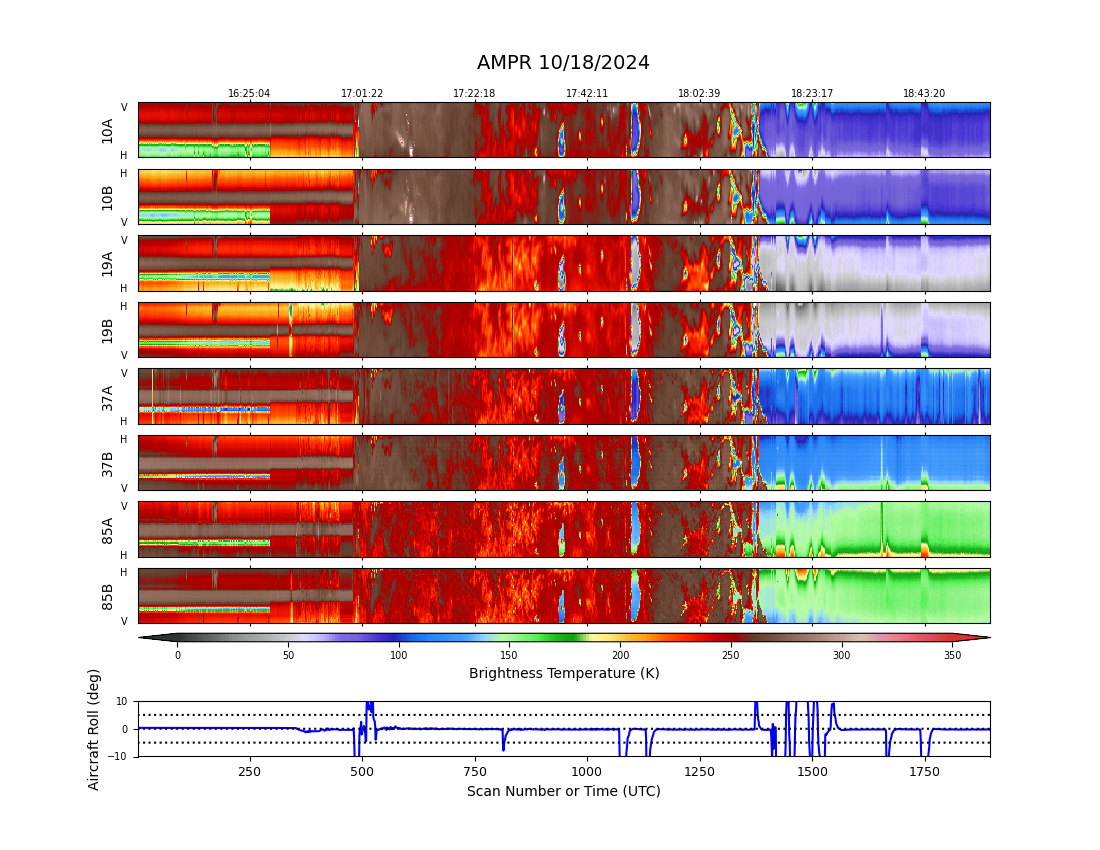 AMPR 10/18/2024
16:25:04 17:01:22 17:22:18 17:42:11 18:02:39 18:23:17 18:43:20
V
10A
H
H
10B
V
V
19A
H
H
19B
V
V
37A
H
H
37B
V
V
85A
H
H
85B
V
0 50 100 150 200 250 300 350
Brightness Temperature (K)
Aircraft Roll (deg)
10
0
−10
250 500 750 1000 1250 1500 1750
Scan Number or Time (UTC)